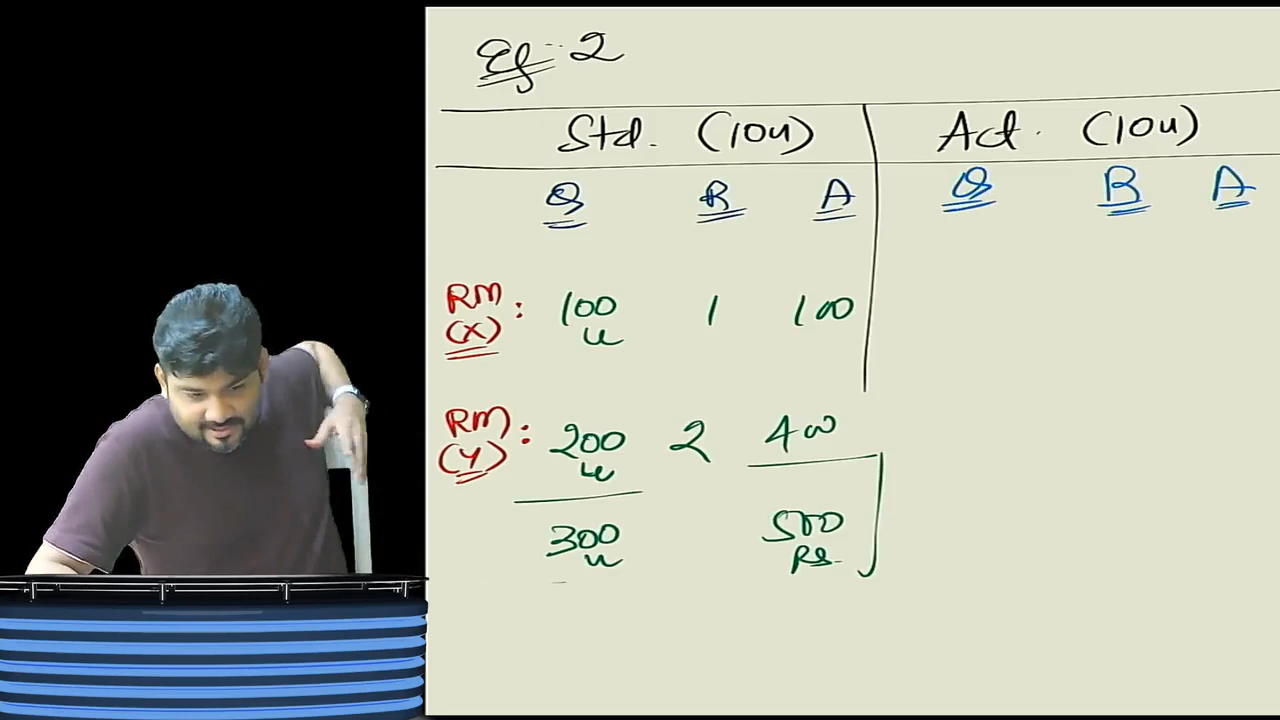 Eg:- 2
Std. (10u) Act. (10u)
Q R A Q R A
RM (X) : 100 u 1 100
RM (Y) : 200 u 2 400
300 u 500 Rs.